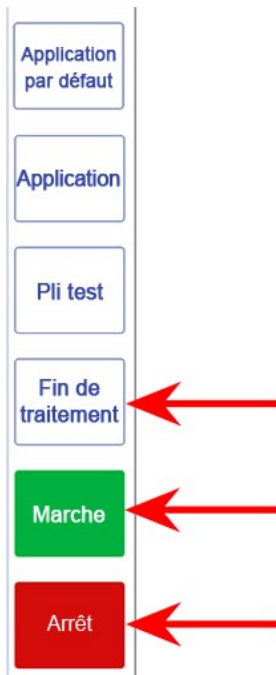 Application
par défaut
Application
Pli test
Fin de
traitement
Marche
Arrêt